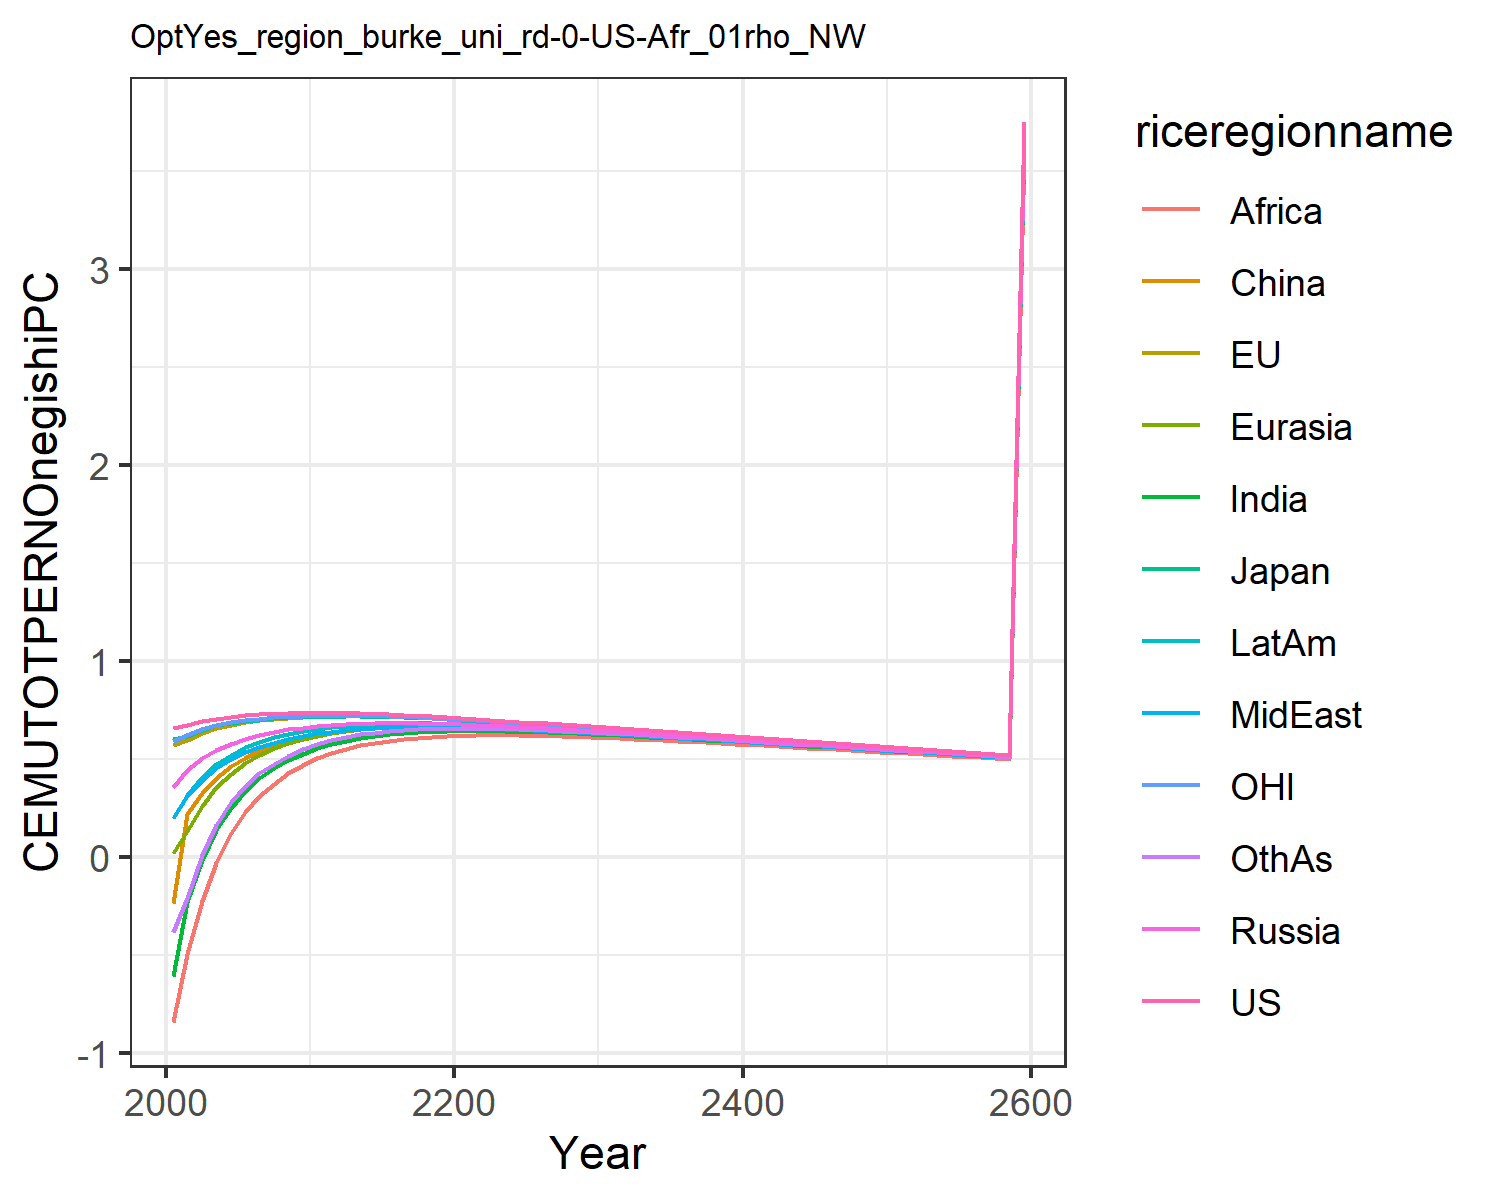 OptYes_region_burke_uni_rd-0-US-Afr_01rho_NW
CEMUTOTPERNOnegishiPC
3
2
1
0
-1
2000 2200 2400 2600
Year
riceregionname
Africa
China
EU
Eurasia
India
Japan
LatAm
MidEast
OHI
OthAs
Russia
US